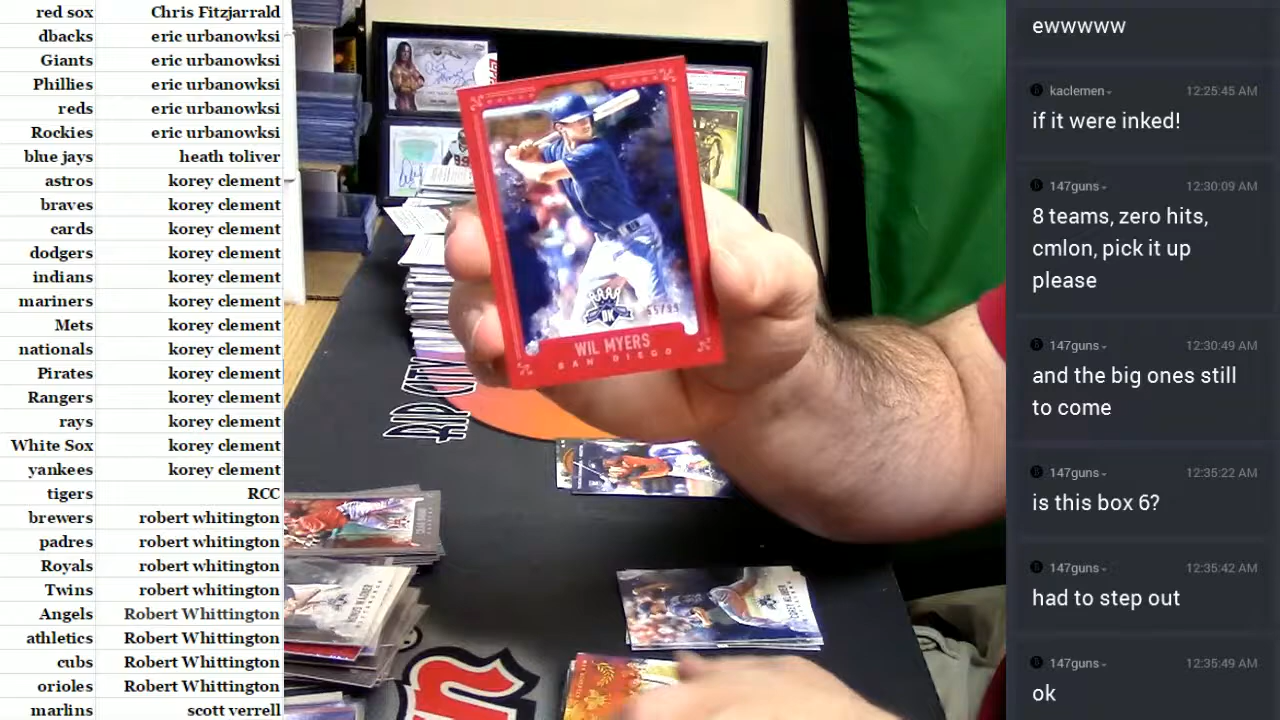 red sox Chris Fitzjarrald
dbacks eric urbanowksi
Giants eric urbanowksi
Phillies eric urbanowksi
reds eric urbanowksi
Rockies eric urbanowksi
blue jays heath toliver
astros korey clement
braves korey clement
cards korey clement
dodgers korey clement
indians korey clement
mariners korey clement
Mets korey clement
nationals korey clement
Pirates korey clement
Rangers korey clement
rays korey clement
White Sox korey clement
yankees korey clement
tigers RCC
brewers robert whitington
padres robert whitington
Royals robert whitington
Twins robert whitington
Angels Robert Whittington
athletics Robert Whittington
cubs Robert Whittington
orioles Robert Whittington
marlins scott verrell
DK
55/99
WIL MYERS
SAN DIEGO
RIP CITY
ewwwww
kaclemen 12:25:45 AM
if it were inked!
147guns 12:30:09 AM
8 teams, zero hits,
cmlon, pick it up
please
147guns 12:30:49 AM
and the big ones still
to come
147guns 12:35:22 AM
is this box 6?
147guns 12:35:42 AM
had to step out
147guns 12:35:49 AM
ok